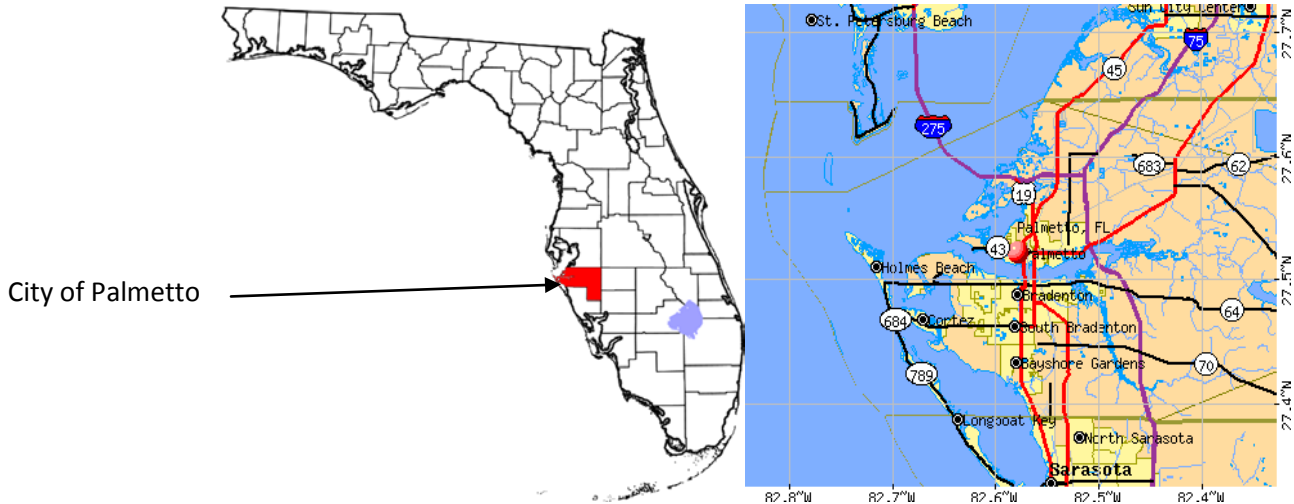 City of Palmetto
Sun City Center
St. Petersburg Beach
75
45
275
683
62
19
Palmetto, FL
43
Palmetto
Holmes Beach
Bradenton
64
684
Cortez
South Bradenton
Bayshore Gardens
70
789
Longboat Key
North Sarasota
Sarasota
27.7°N
27.6°N
27.5°N
27.4°N
82.8°W 82.7°W 82.6°W 82.5°W 82.4°W